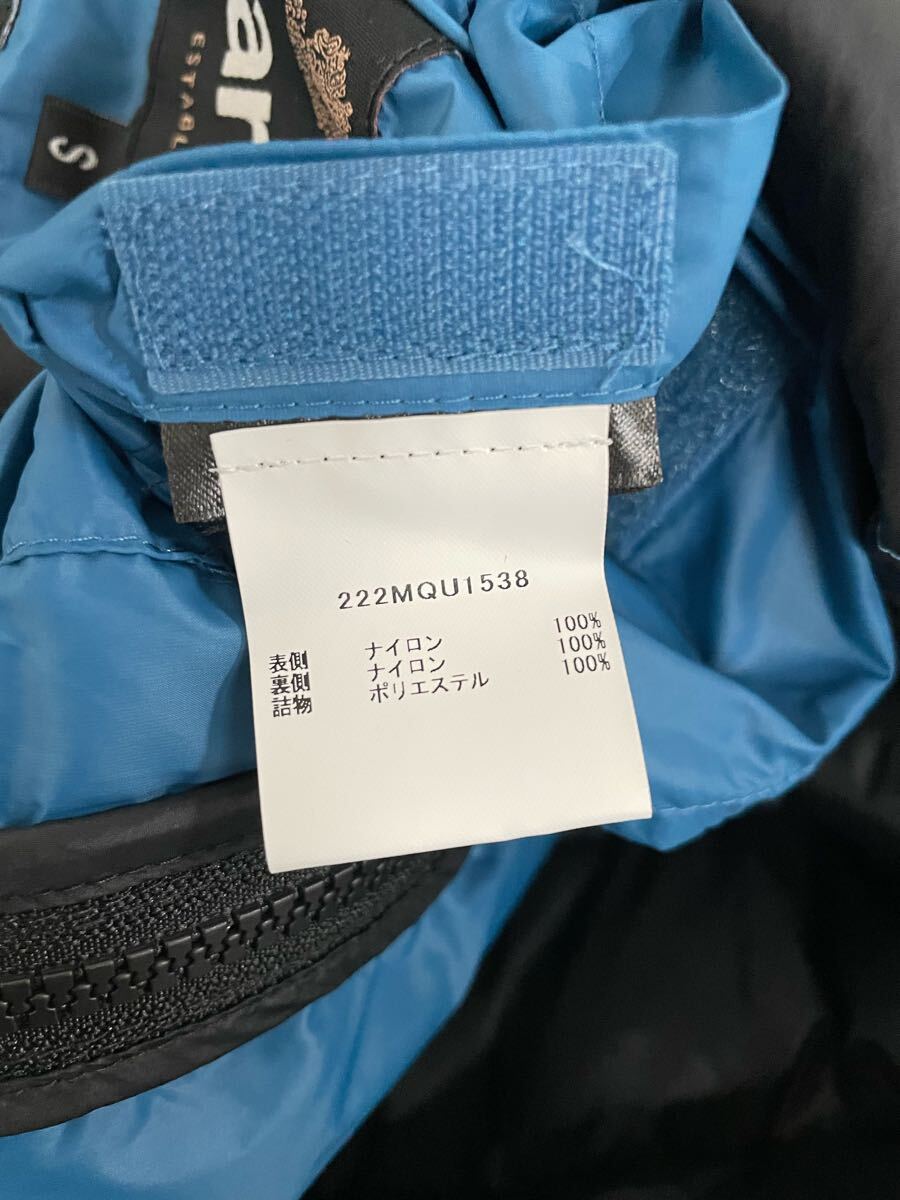 S
222MQU1538
表側 ナイロン 100%
裏側 ナイロン 100%
詰物 ポリエステル 100%